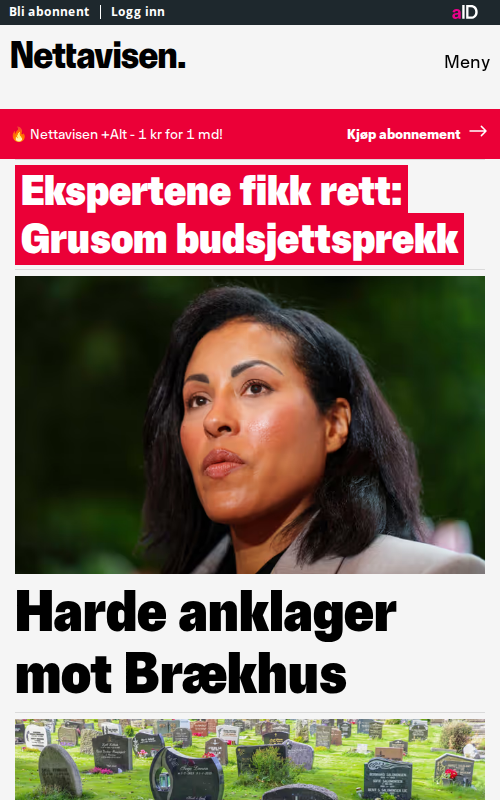 Bli abonnent
Logg inn
aID
Nettavisen.
Meny
🔥 Nettavisen +Alt - 1 kr for 1 md!
Kjøp abonnement →
Ekspertene fikk rett:
Grusom budsjettsprekk
Harde anklager
mot Brækhus